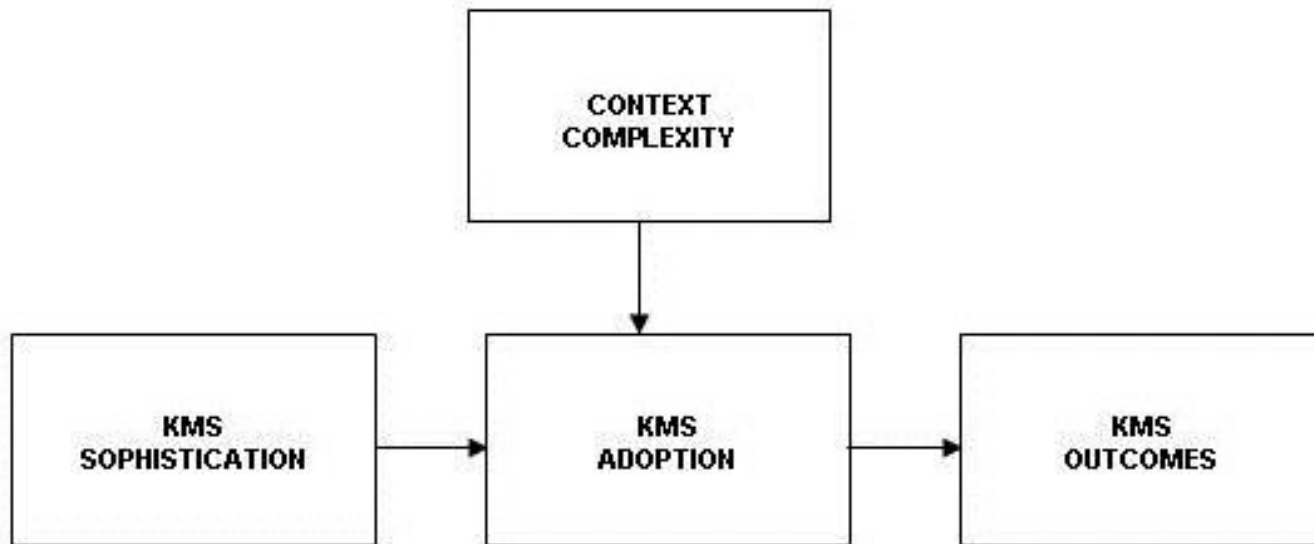 CONTEXT
COMPLEXITY
KMS
SOPHISTICATION
KMS
ADOPTION
KMS
OUTCOMES